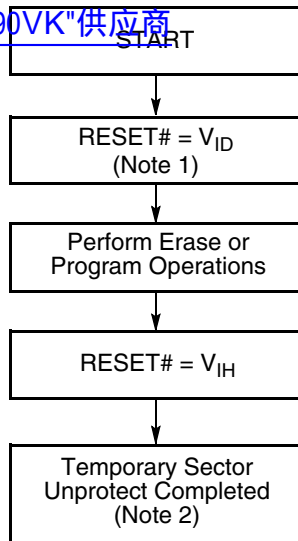 90VK"供应商
START
RESET# = VID
(Note 1)
Perform Erase or
Program Operations
RESET# = VIH
Temporary Sector
Unprotect Completed
(Note 2)